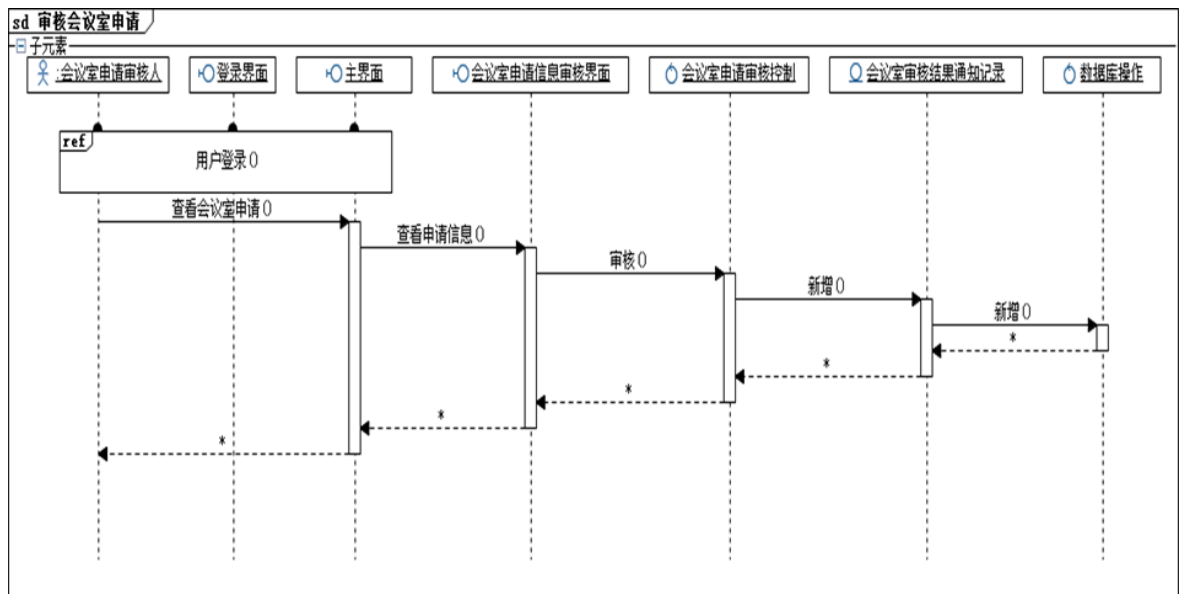 sd 审核会议室申请
子元素
:会议室申请审核人 登录界面 主界面 会议室申请信息审核界面 会议室申请审核控制 会议室审核结果通知记录 数据库操作
ref
用户登录()
查看会议室申请()
查看申请信息()
审核()
新增()
新增()
*
*
*
*
*